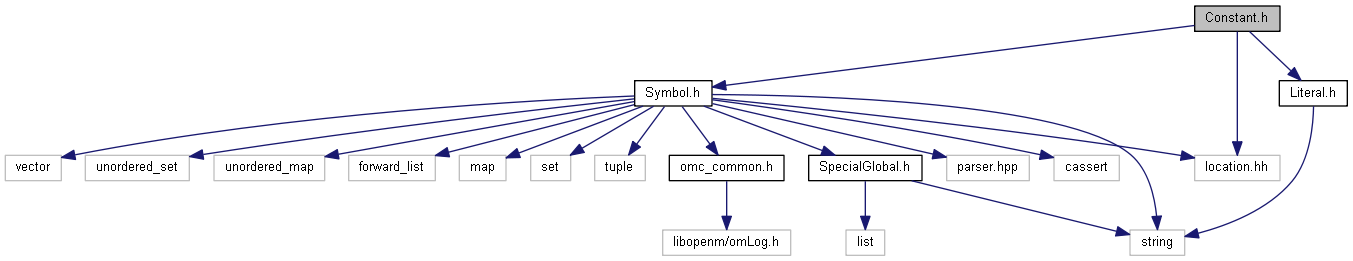 Constant.h
Symbol.h
Literal.h
vector
unordered_set
unordered_map
forward_list
map
set
tuple
omc_common.h
SpecialGlobal.h
parser.hpp
cassert
location.hh
libopenm/omLog.h
list
string